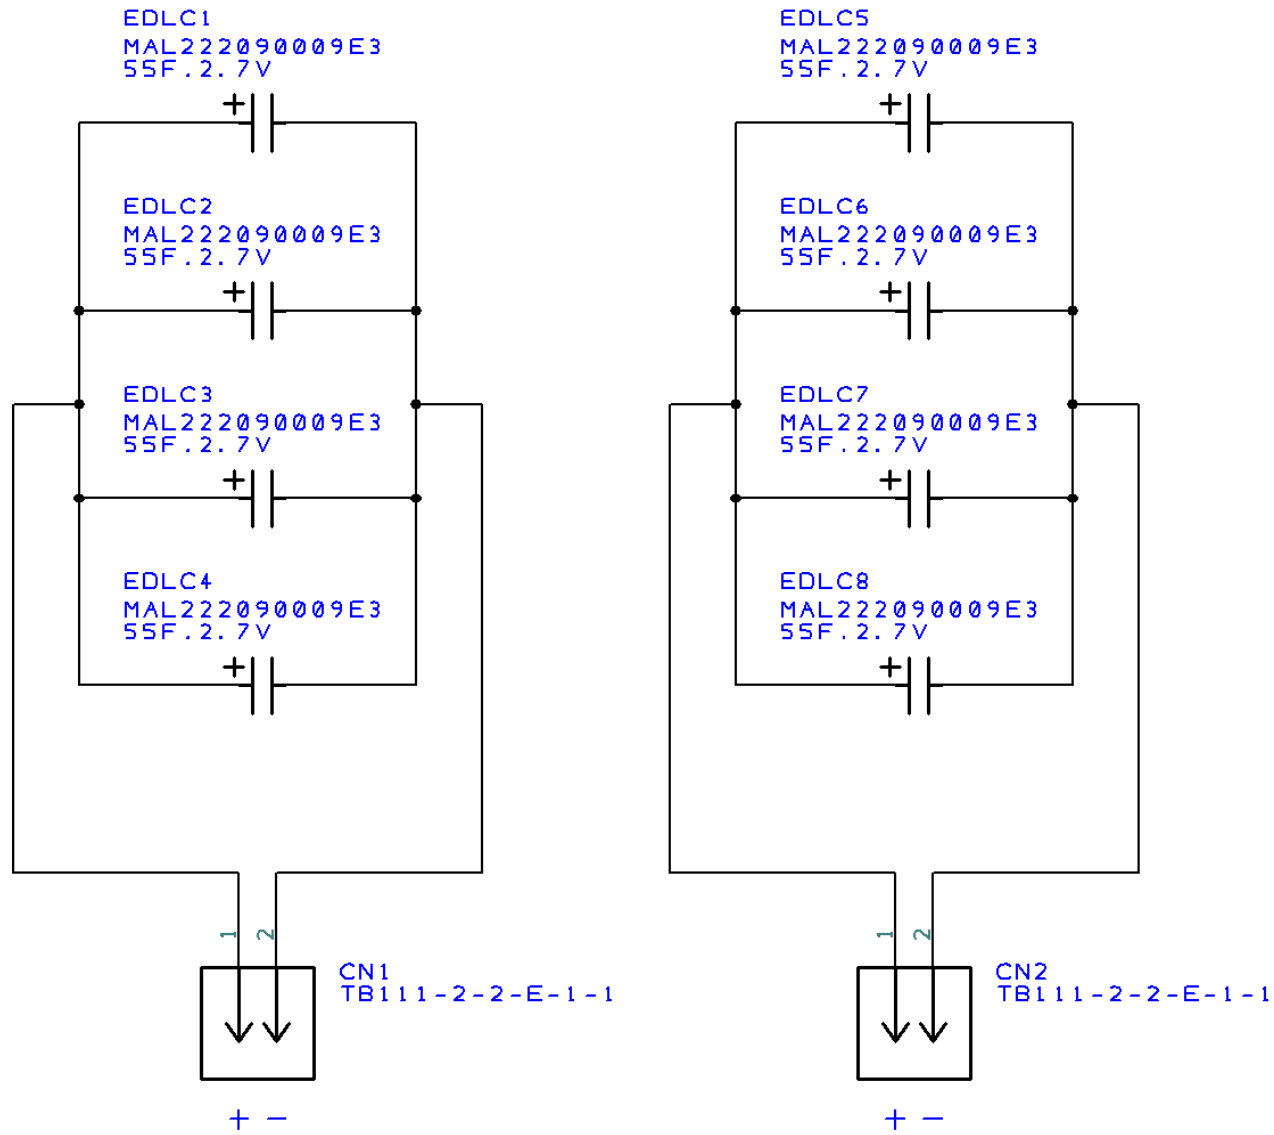 EDLC1
MAL222090009E3
55F.2.7V
+
EDLC2
MAL222090009E3
55F.2.7V
+
EDLC3
MAL222090009E3
55F.2.7V
+
EDLC4
MAL222090009E3
55F.2.7V
+
1 2
CN1
TB111-2-2-E-1-1
+ -
EDLC5
MAL222090009E3
55F.2.7V
+
EDLC6
MAL222090009E3
55F.2.7V
+
EDLC7
MAL222090009E3
55F.2.7V
+
EDLC8
MAL222090009E3
55F.2.7V
+
1 2
CN2
TB111-2-2-E-1-1
+ -